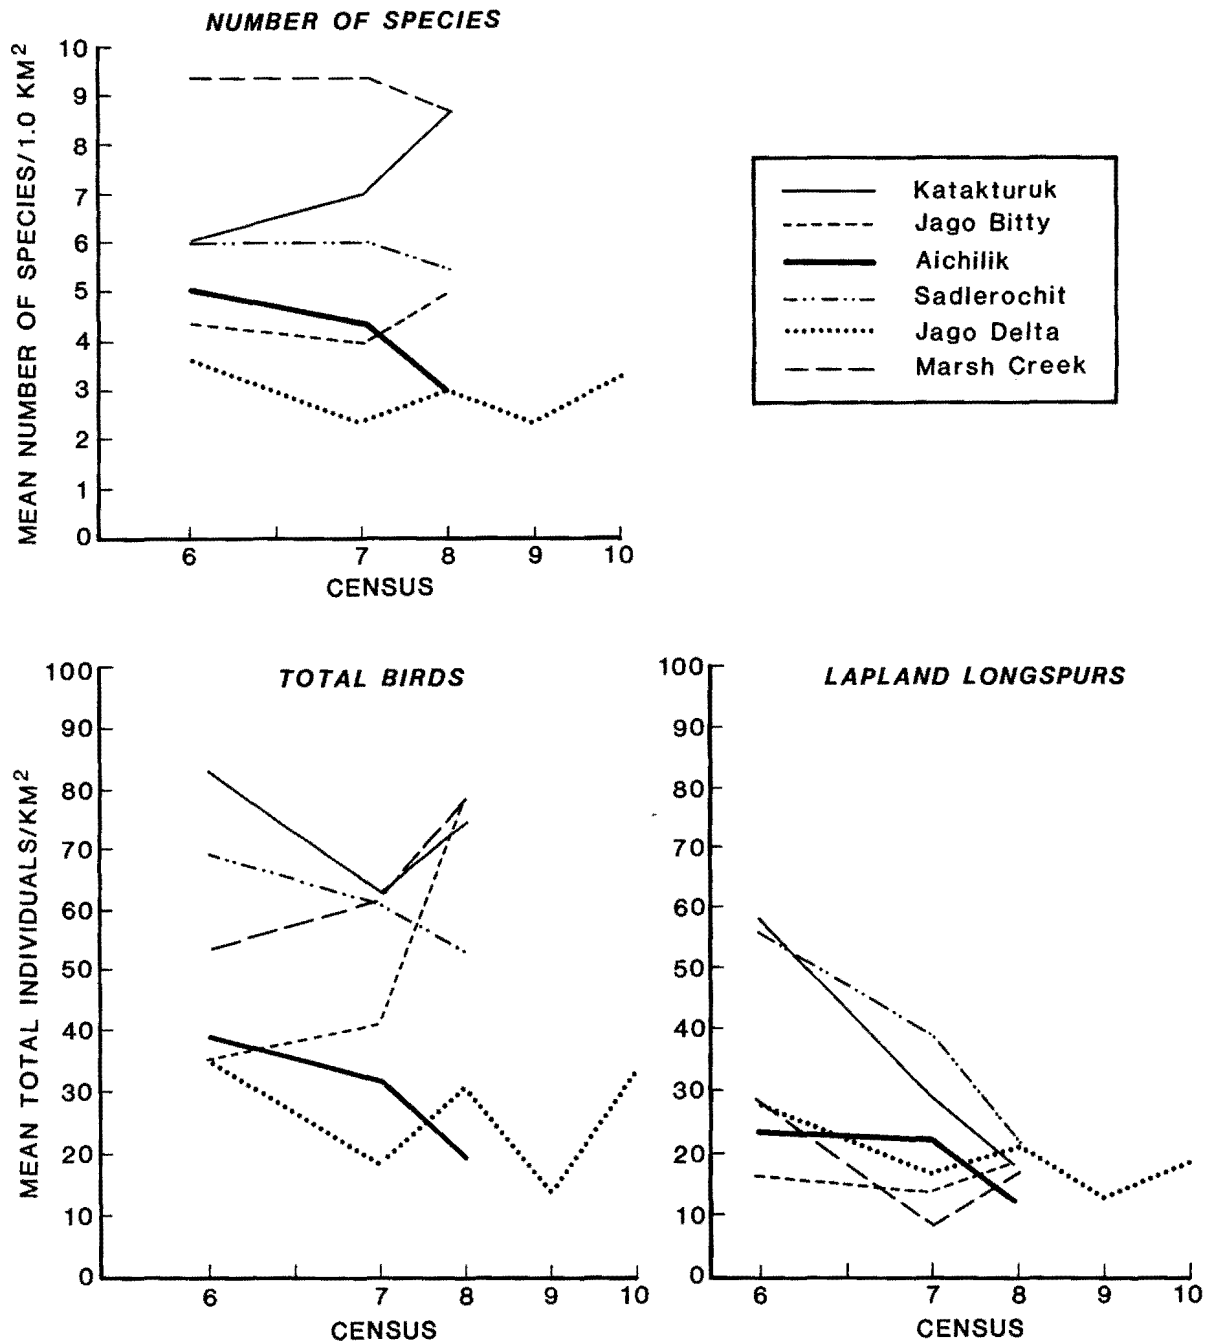 NUMBER OF SPECIES
MEAN NUMBER OF SPECIES/1.0 KM²
10
9
8
7
6
5
4
3
2
1
0
6 7 8 9 10
CENSUS
Katakturuk
Jago Bitty
Aichilik
Sadlerochit
Jago Delta
Marsh Creek
TOTAL BIRDS
MEAN TOTAL INDIVIDUALS/KM²
100
90
80
70
60
50
40
30
20
10
0
6 7 8 9 10
CENSUS
LAPLAND LONGSPURS
100
90
80
70
60
50
40
30
20
10
0
6 7 8 9 10
CENSUS